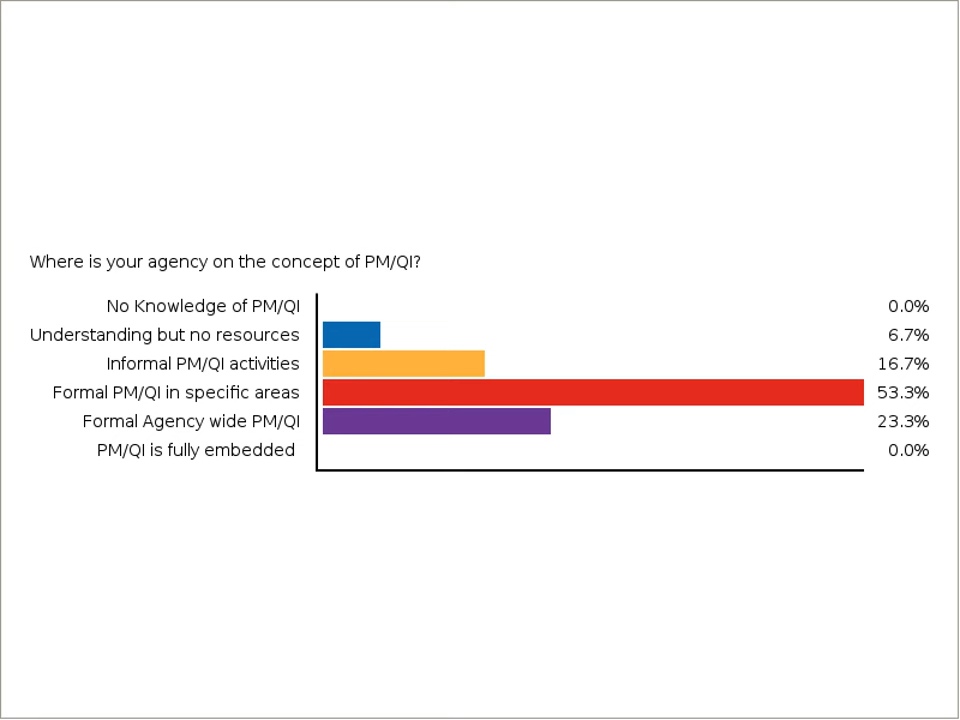 Where is your agency on the concept of PM/QI?
No Knowledge of PM/QI 0.0%
Understanding but no resources 6.7%
Informal PM/QI activities 16.7%
Formal PM/QI in specific areas 53.3%
Formal Agency wide PM/QI 23.3%
PM/QI is fully embedded 0.0%